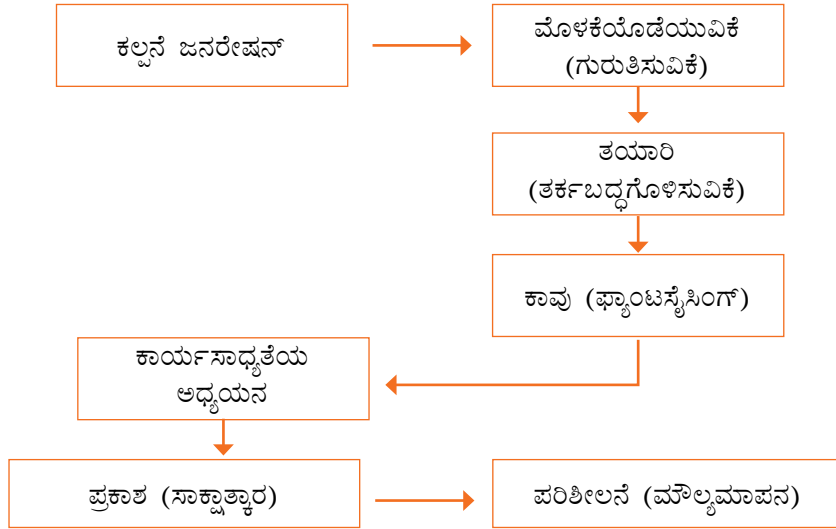 ಕಲ್ಪನೆ ಜನರೇಷನ್
ಮೊಳಕೆಯೊಡೆಯುವಿಕೆ
(ಗುರುತಿಸುವಿಕೆ)
ತಯಾರಿ
(ತರ್ಕಬದ್ಧಗೊಳಿಸುವಿಕೆ)
ಕಾವು (ಫ್ಯಾಂಟಸೈಸಿಂಗ್)
ಕಾರ್ಯಸಾಧ್ಯತೆಯ
ಅಧ್ಯಯನ
ಪ್ರಕಾಶ (ಸಾಕ್ಷಾತ್ಕಾರ)
ಪರಿಶೀಲನೆ (ಮೌಲ್ಯಮಾಪನ)